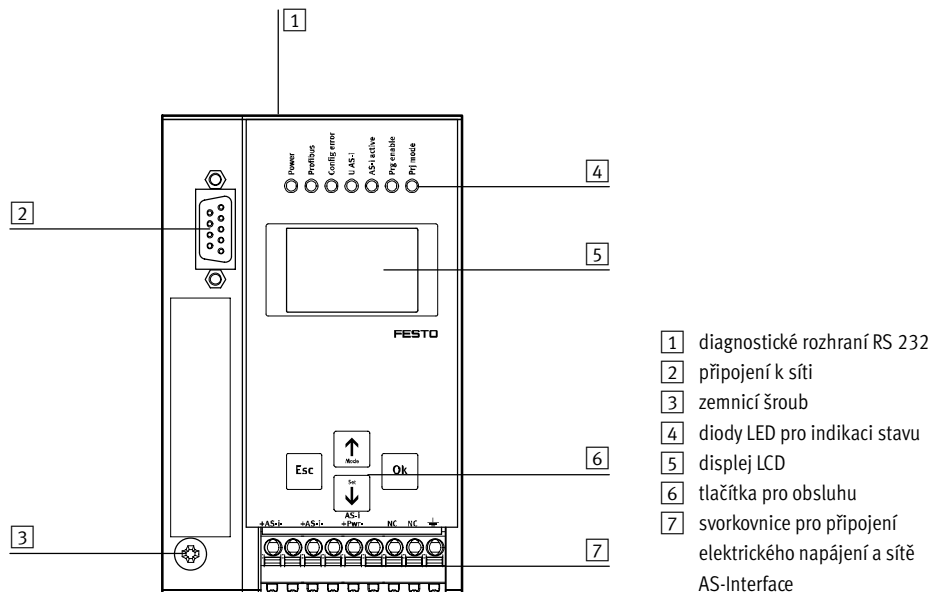 1
Power
Profibus
Config error
U AS-i
AS-i active
Prg enable
Prj mode
4
2
5
FESTO
1 diagnostické rozhraní RS 232
2 připojení k síti
3 zemnicí šroub
4 diody LED pro indikaci stavu
5 displej LCD
6 tlačítka pro obsluhu
7 svorkovnice pro připojení
elektrického napájení a sítě
AS-Interface
Mode
Esc
Ok
6
Set
AS-i
+AS-i- +AS-i- +Pwr- NC NC
3
7